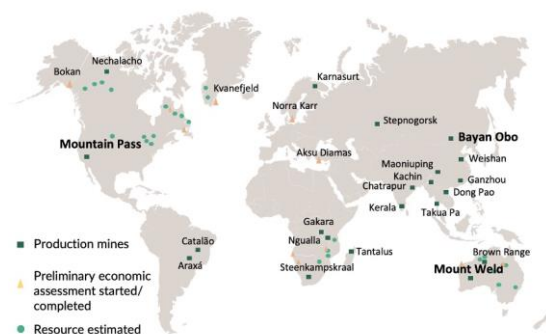 Nechalacho
Bokan
Kvanefjeld
Karnasurt
Norra Karr
Stepnogorsk
Mountain Pass
Bayan Obo
Aksu Diamas
Maoniuping
Weishan
Kachin
Chatrapur
Ganzhou
Dong Pao
Kerala
Takua Pa
Gakara
Catalão
Ngualla
Tantalus
Brown Range
Araxá
Steenkampskraal
Mount Weld
Production mines
Preliminary economic
assessment started/
completed
Resource estimated